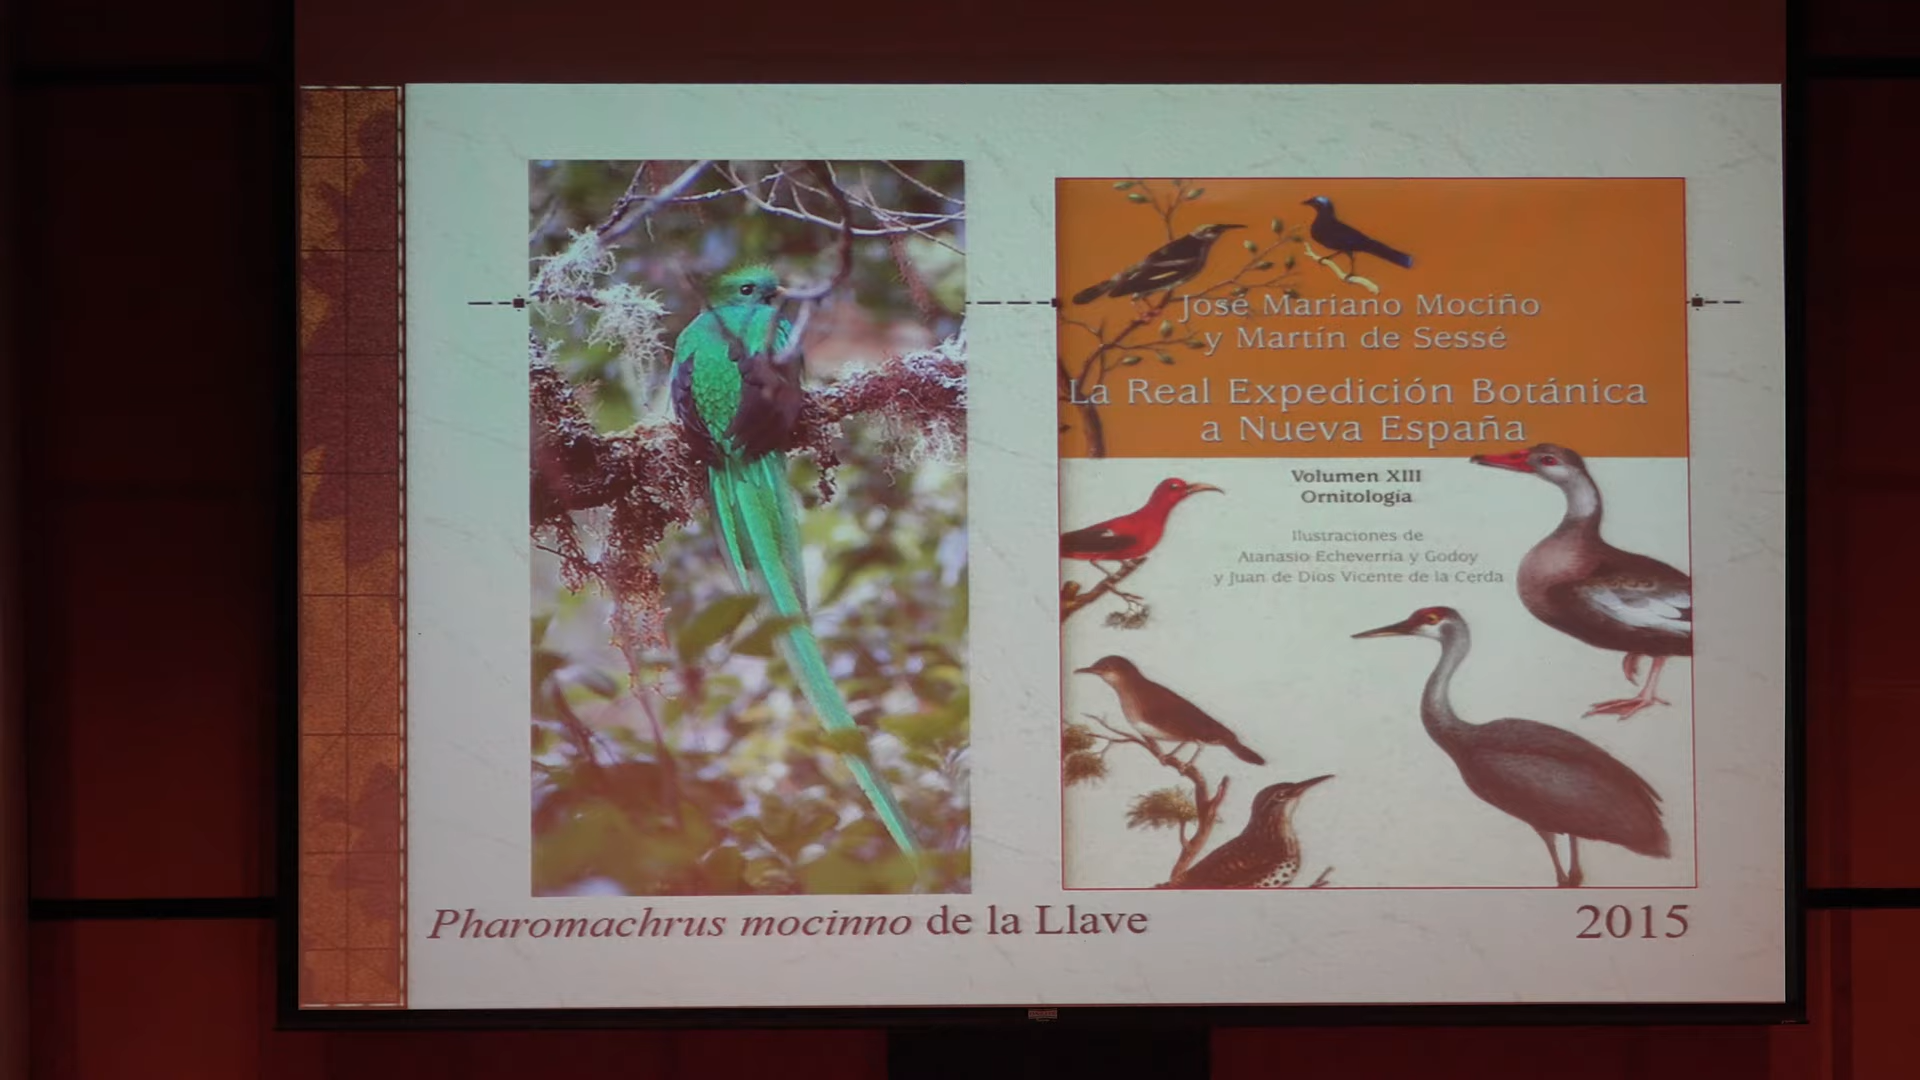 José Mariano Mociño
y Martín de Sessé
La Real Expedición Botánica
a Nueva España
Volumen XIII
Ornitología
Ilustraciones de
Atanasio Echeverría y Godoy
y Juan de Dios Vicente de la Cerda
Pharomachrus mocinno de la Llave
2015